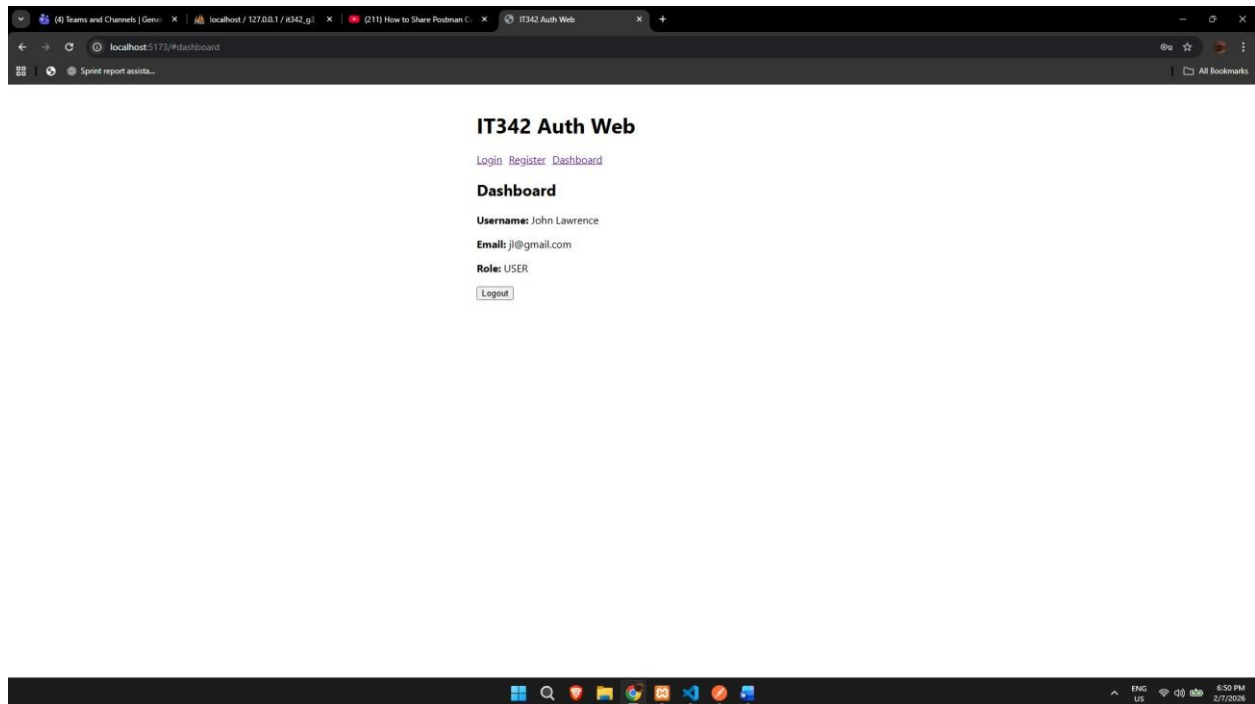 (4) Teams and Channels | Gene
localhost / 127.0.0.1 / it342_g3
(211) How to Share Postman C
IT342 Auth Web
localhost:5173/#dashboard
Sprint report assista...
All Bookmarks
IT342 Auth Web
Login Register Dashboard
Dashboard
Username: John Lawrence
Email: jl@gmail.com
Role: USER
Logout
ENG
US
6:50 PM
2/7/2026